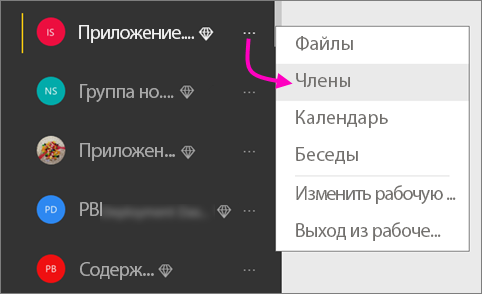 IS Приложение.... ...
NS Группа но.... ...
Приложен... ...
PD PBI ...
PB Содерж... ...
Файлы
Члены
Календарь
Беседы
Изменить рабочую ...
Выход из рабоче...